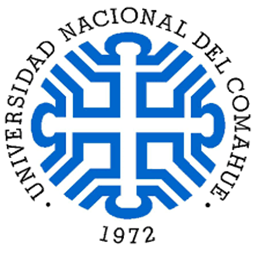 · UNIVERSIDAD NACIONAL DEL COMAHUE ·
1972